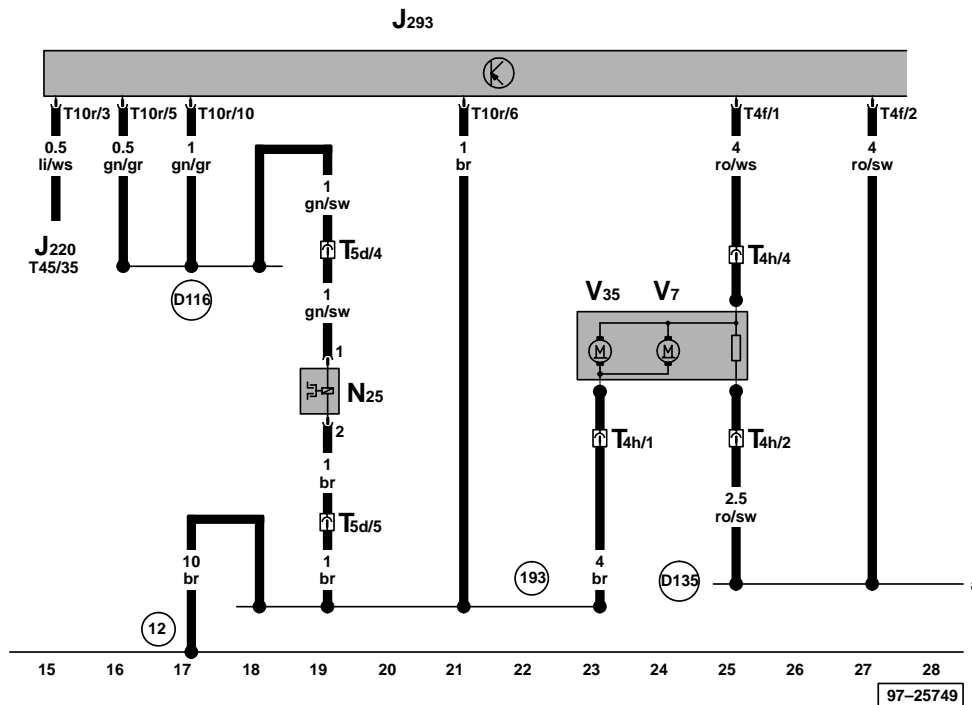 J293
T10r/3
T10r/5
T10r/10
T10r/6
T4f/1
T4f/2
0.5
li/ws
0.5
gn/gr
1
gn/gr
1
gn/sw
1
br
4
ro/ws
4
ro/sw
J220
T45/35
T5d/4
T4h/4
D116
1
gn/sw
V35
V7
1
M
M
N25
2
T4h/1
T4h/2
1
br
T5d/5
2.5
ro/sw
10
br
1
br
193
4
br
D135
12
15 16 17 18 19 20 21 22 23 24 25 26 27 28
97–25749